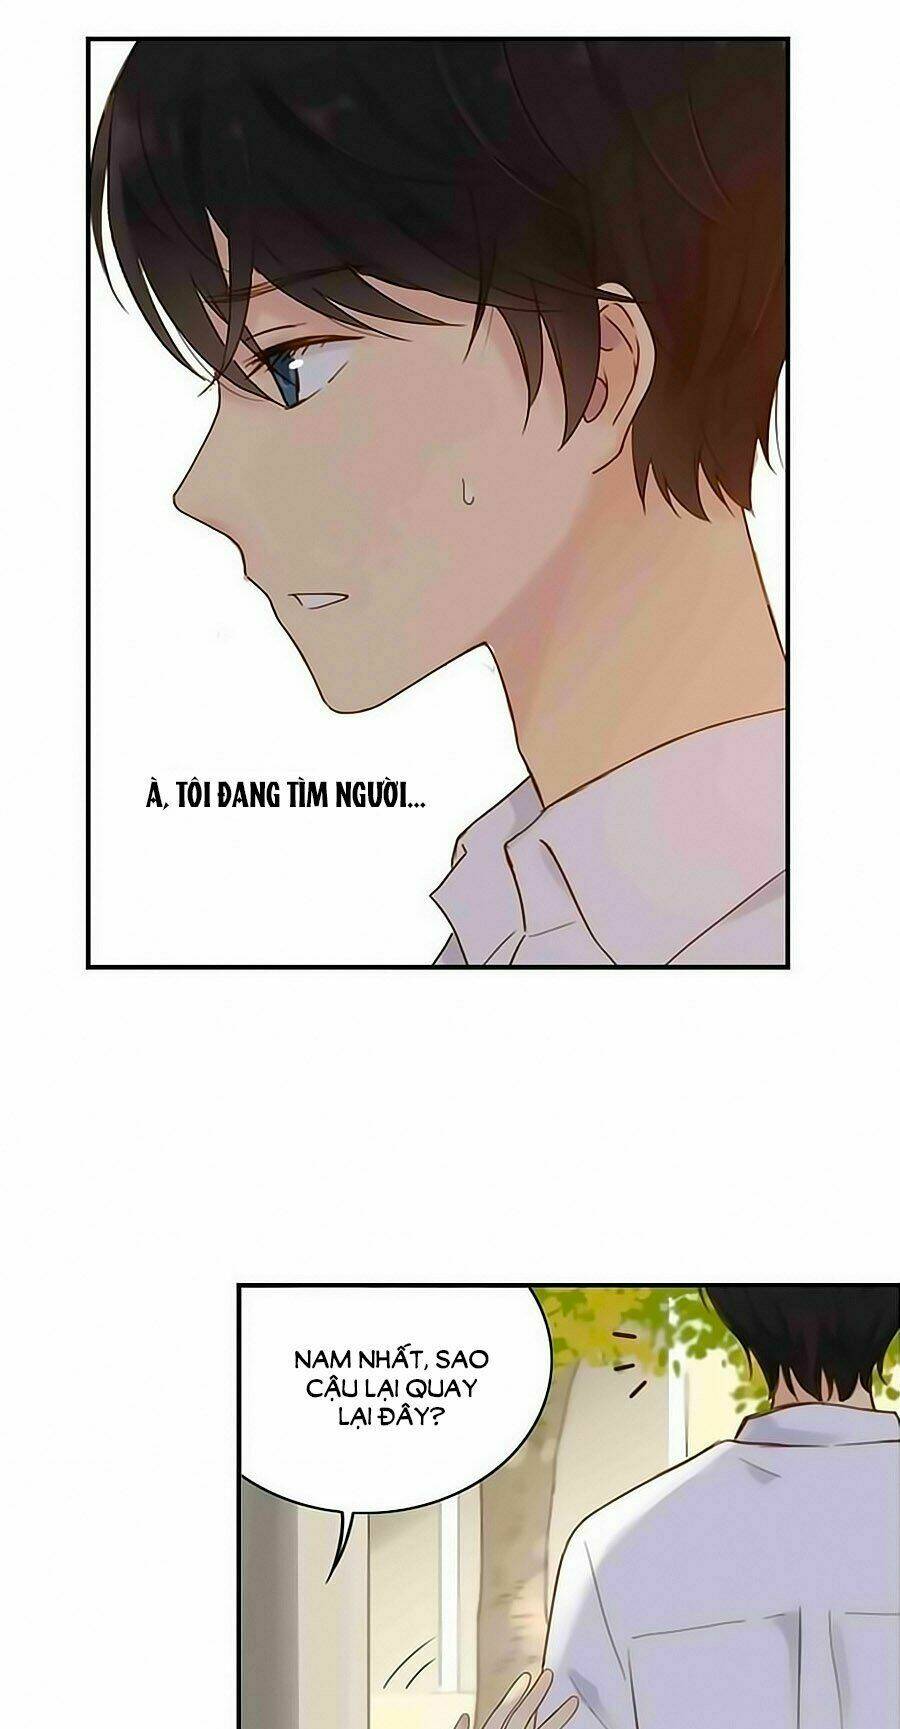 À, TÔI ĐANG TÌM NGƯỜI...
NAM NHẤT, SAO
CẬU LẠI QUAY
LẠI ĐÂY?